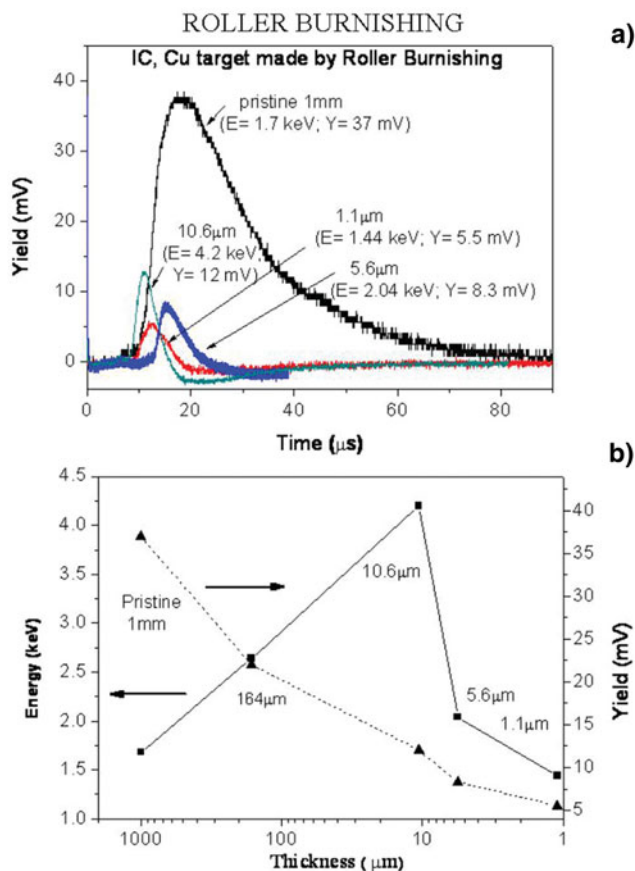 ROLLER BURNISHING
a)
IC, Cu target made by Roller Burnishing
pristine 1mm
(E= 1.7 keV; Y= 37 mV)
10.6μm
(E= 4.2 keV;
Y= 12 mV)
1.1μm
(E= 1.44 keV; Y= 5.5 mV)
5.6μm
(E= 2.04 keV; Y= 8.3 mV)
Yield (mV)
40
30
20
10
0
0 20 40 60 80
Time (μs)
b)
Energy (keV)
4.5
4.0
3.5
3.0
2.5
2.0
1.5
1.0
Pristine
1mm
164μm
10.6μm
5.6μm
1.1μm
40
35
30
25
20
15
10
5
Yield (mV)
1000 100 10 1
Thickness (μm)